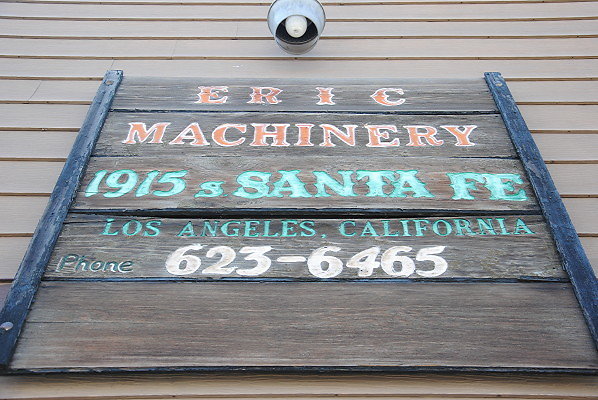 ERIC
MACHINERY
1915 S SANTA FE
LOS ANGELES, CALIFORNIA
Phone 623-6465